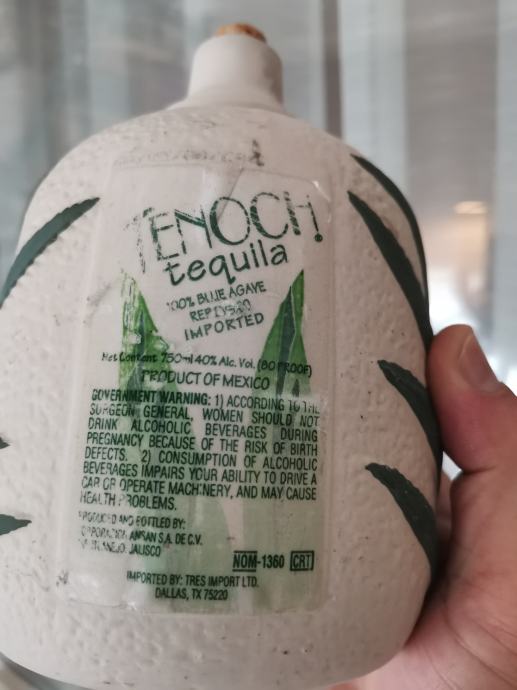 TENOCH
tequila
100% BLUE AGAVE
IMPORTED
Net Content 750ml 40% Alc. Vol. (80 PROOF)
PRODUCT OF MEXICO
GOVERNMENT WARNING: 1) ACCORDING TO THE
SURGEON GENERAL, WOMEN SHOULD NOT
DRINK ALCOHOLIC BEVERAGES DURING
PREGNANCY BECAUSE OF THE RISK OF BIRTH
DEFECTS. 2) CONSUMPTION OF ALCOHOLIC
BEVERAGES IMPAIRS YOUR ABILITY TO DRIVE A
CAR OR OPERATE MACHINERY, AND MAY CAUSE
HEALTH PROBLEMS.
PRODUCED AND BOTTLED BY:
CORPORACION ANSAN S.A. DE C.V.
JALISCO
NOM-1360 CRT
IMPORTED BY: TRES IMPORT LTD.
DALLAS, TX 75220